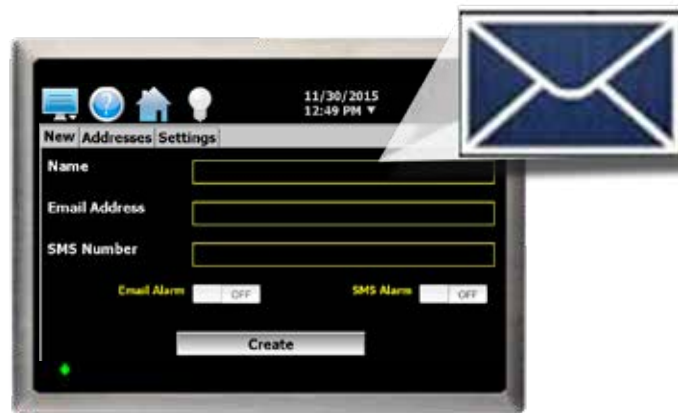 11/30/2015
12:49 PM ▼
New Addresses Settings
Name
Email Address
SMS Number
Email Alarm OFF SMS Alarm OFF
Create